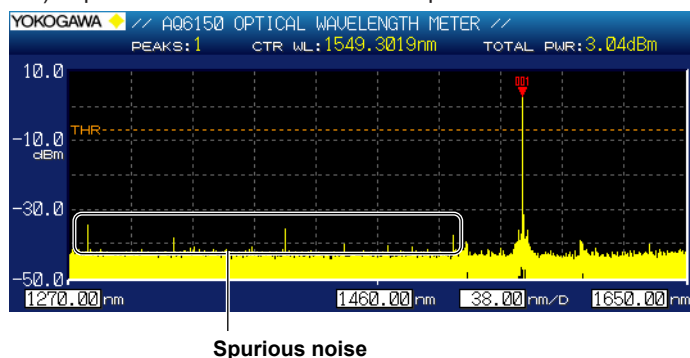 YOKOGAWA // AQ6150 OPTICAL WAVELENGTH METER //
PEAKS:1 CTR WL:1549.3019nm TOTAL PWR:3.04dBm
10.0
001
THR
-10.0
dBm
-30.0
-50.0
1270.00nm 1460.00nm 38.00nm/D 1650.00nm
Spurious noise